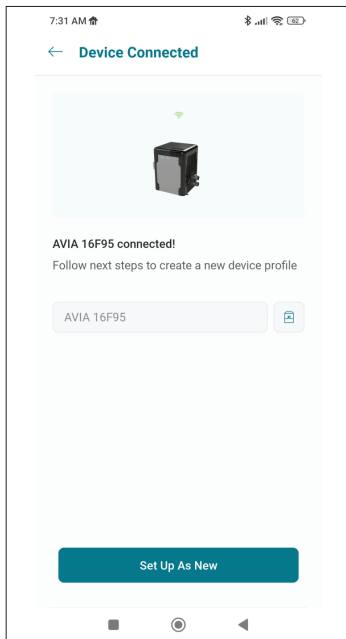 7:31 AM
62
Device Connected
AVIA 16F95 connected!
Follow next steps to create a new device profile
AVIA 16F95
Set Up As New